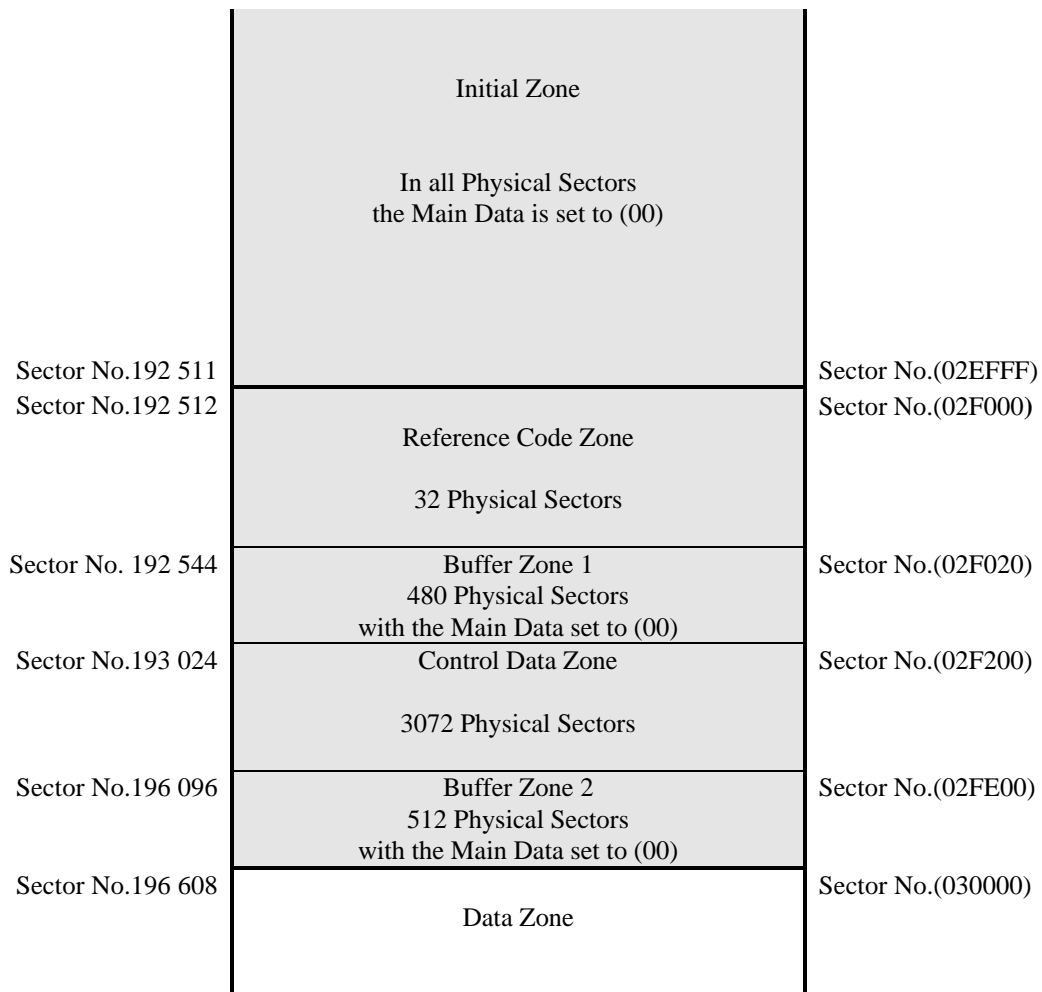 Initial Zone
In all Physical Sectors
the Main Data is set to (00)
Sector No.192 511
Sector No.(02EFFF)
Sector No.192 512
Sector No.(02F000)
Reference Code Zone
32 Physical Sectors
Sector No. 192 544
Buffer Zone 1
Sector No.(02F020)
480 Physical Sectors
with the Main Data set to (00)
Sector No.193 024
Control Data Zone
Sector No.(02F200)
3072 Physical Sectors
Sector No.196 096
Buffer Zone 2
Sector No.(02FE00)
512 Physical Sectors
with the Main Data set to (00)
Sector No.196 608
Sector No.(030000)
Data Zone